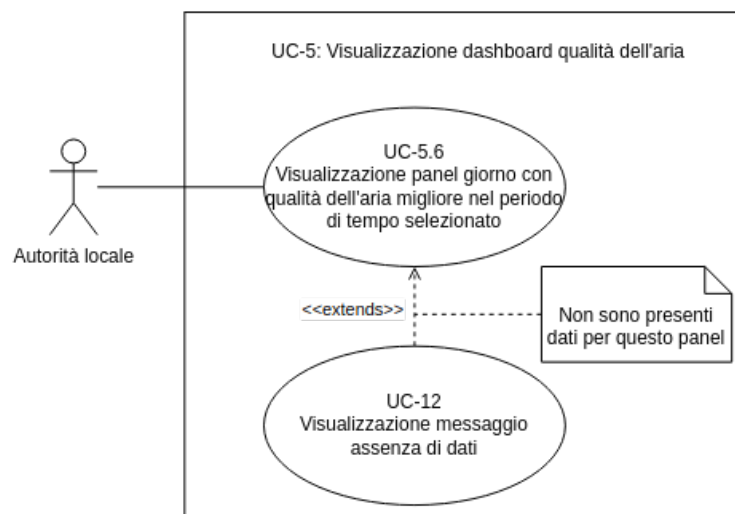 UC-5: Visualizzazione dashboard qualità dell'aria
UC-5.6
Visualizzazione panel giorno con
qualità dell'aria migliore nel periodo
di tempo selezionato
Autorità locale
<<extends>>
Non sono presenti
dati per questo panel
UC-12
Visualizzazione messaggio
assenza di dati